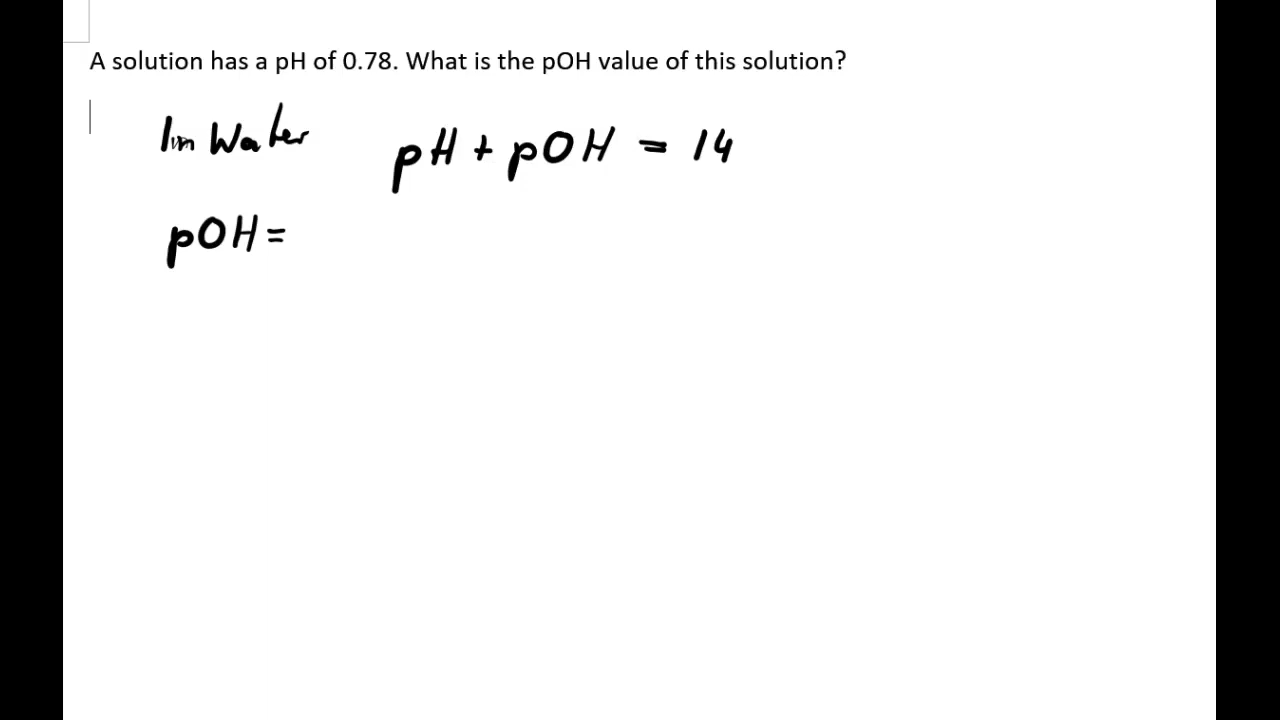 A solution has a pH of 0.78. What is the pOH value of this solution?
In Water pH + pOH = 14
pOH =